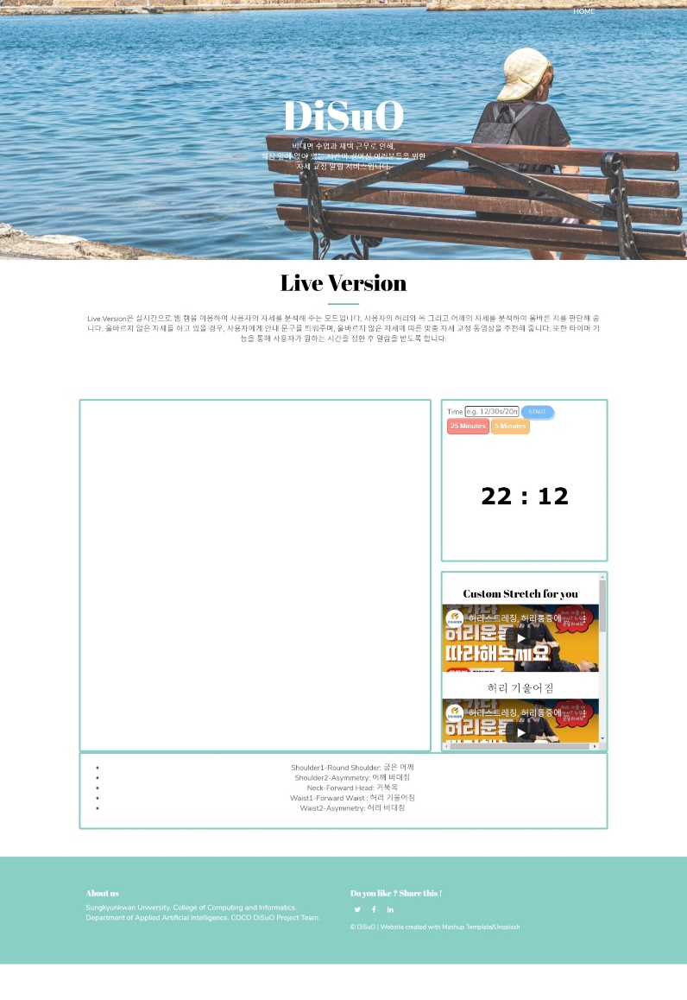 HOME
DiSuO
비대면 수업과 재택 근무로 인해,
책상 앞에 앉아 있는 시간이 많아진 여러분들을 위한
자세 교정 알림 서비스입니다.
Live Version
Live Version은 실시간으로 웹 캠을 이용하여 사용자의 자세를 분석해 주는 모드입니다. 사용자의 허리와 목 그리고 어깨의 자세를 분석하여 올바른 지를 판단해 줍
니다. 올바르지 않은 자세를 하고 있을 경우, 사용자에게 안내 문구를 띄워주며, 올바르지 않은 자세에 따른 맞춤 자세 교정 동영상을 추천해 줍니다. 또한 타이머 기
능을 통해 사용자가 원하는 시간을 정한 후 알람을 받도록 합니다.
Time e.g. 12/30s/20m START
25 Minutes 5 Minutes
22 : 12
Custom Stretch for you
허리스트레칭, 허리통증에
허리운동
따라해보세요
허리 기울어짐
허리스트레칭, 허리통증에
허리운동
Shoulder1-Round Shoulder: 굽은 어깨
Shoulder2-Asymmetry: 어깨 비대칭
Neck-Forward Head: 거북목
Waist1-Forward Waist : 허리 기울어짐
Waist2-Asymmetry: 허리 비대칭
About us
Sungkyunkwan University. College of Computing and Informatics.
Department of Applied Artificial Intelligence. COCO DiSuO Project Team.
Do you like ? Share this !
© DiSuO | Website created with Mashup Template/Unsplash